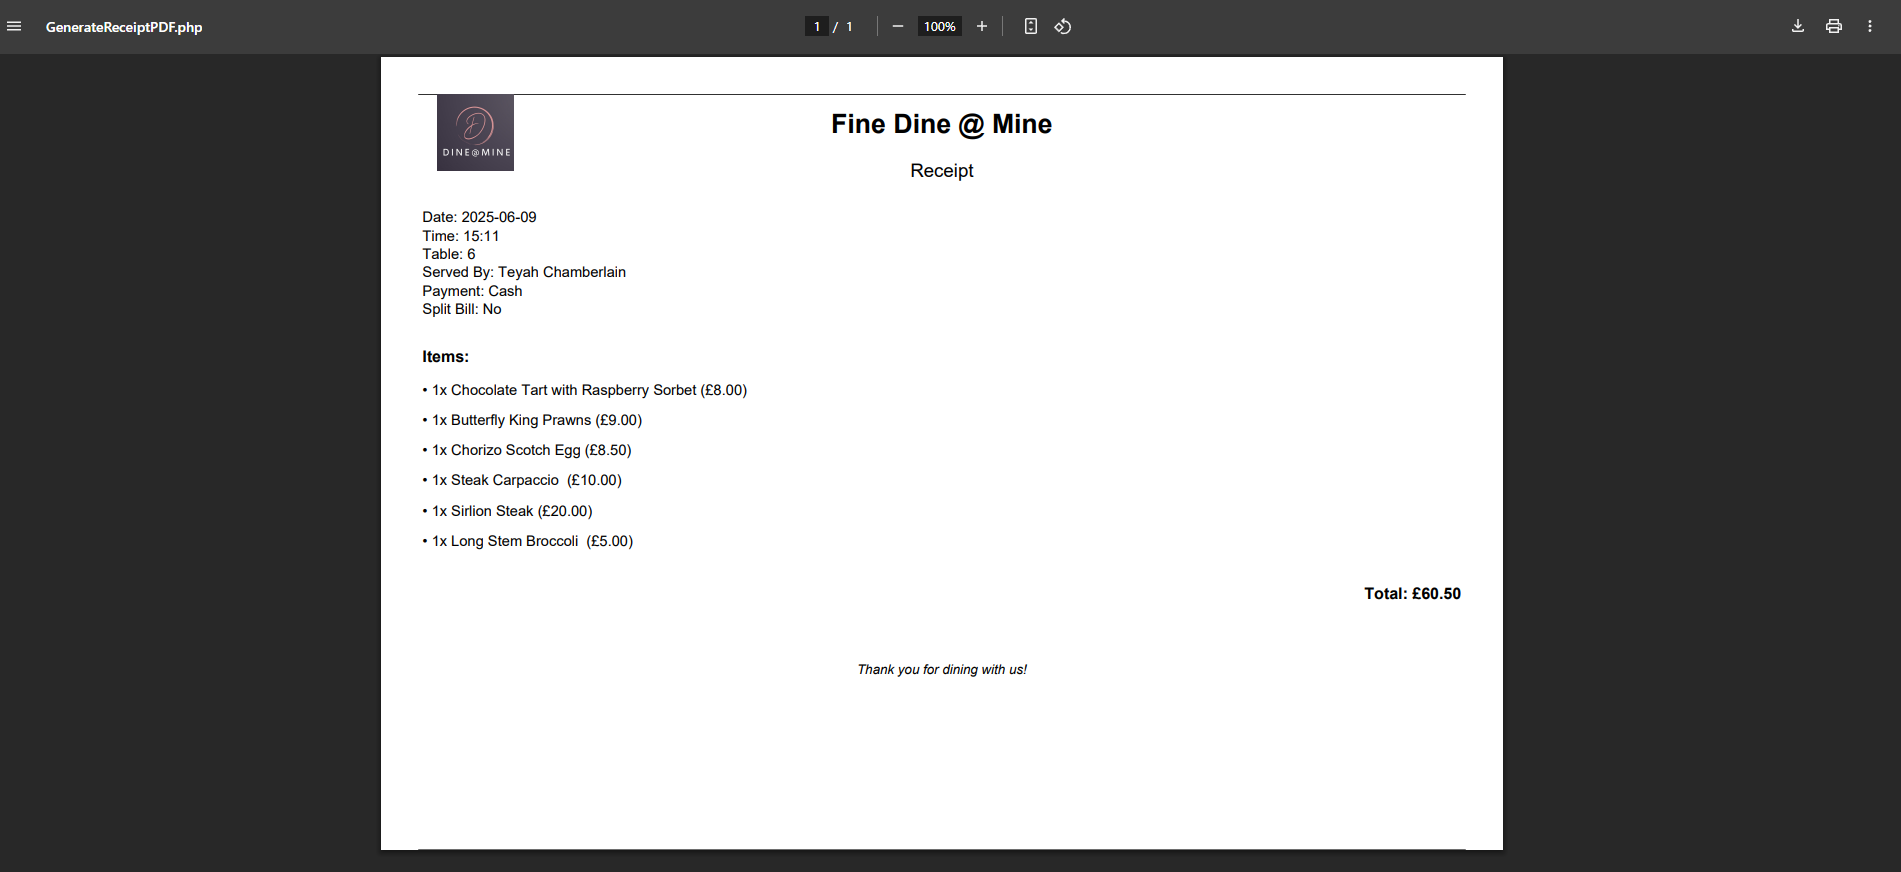 GenerateReceiptPDF.php
1 / 1
100%
DINE@MINE
Fine Dine @ Mine
Receipt
Date: 2025-06-09
Time: 15:11
Table: 6
Served By: Teyah Chamberlain
Payment: Cash
Split Bill: No
Items:
• 1x Chocolate Tart with Raspberry Sorbet (£8.00)
• 1x Butterfly King Prawns (£9.00)
• 1x Chorizo Scotch Egg (£8.50)
• 1x Steak Carpaccio  (£10.00)
• 1x Sirlion Steak (£20.00)
• 1x Long Stem Broccoli  (£5.00)
Total: £60.50
Thank you for dining with us!